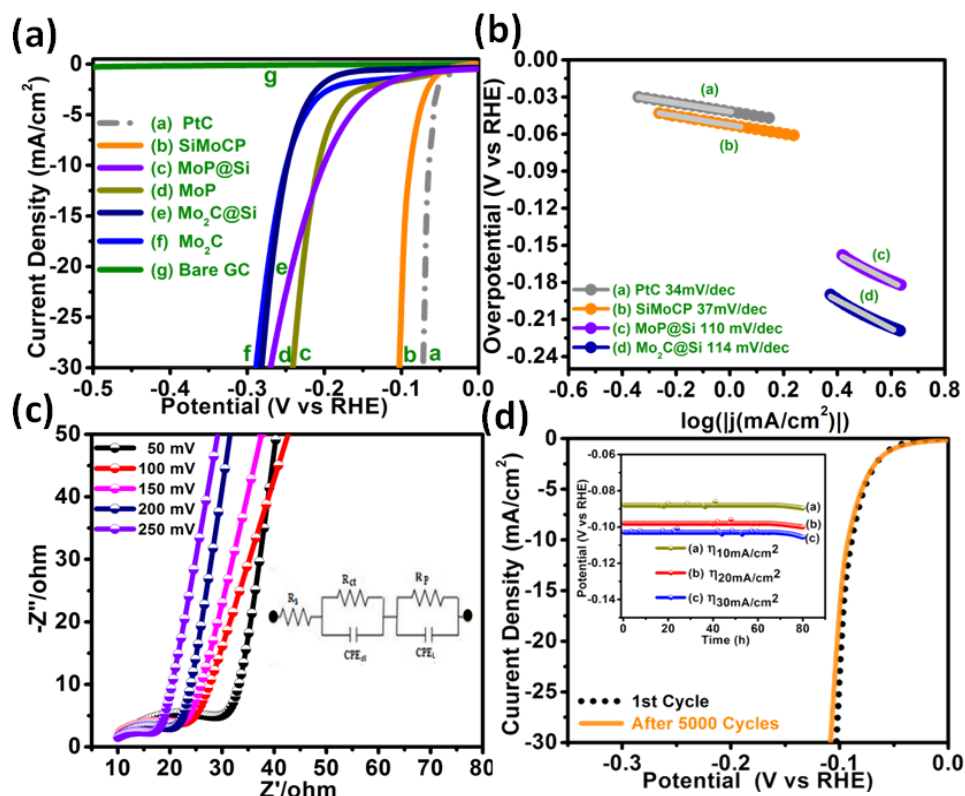 (a)
Current Density (mA/cm²)
0
-5
-10
-15
-20
-25
-30
g
(a) PtC
(b) SiMoCP
(c) MoP@Si
(d) MoP
(e) Mo₂C@Si
(f) Mo₂C
(g) Bare GC
e
f d c b a
-0.5 -0.4 -0.3 -0.2 -0.1 0.0
Potential (V vs RHE)
(b)
Overpotential (V vs RHE)
0.00
-0.03
-0.06
-0.09
-0.12
-0.15
-0.18
-0.21
-0.24
(a)
(b)
(c)
(d)
(a) PtC 34mV/dec
(b) SiMoCP 37mV/dec
(c) MoP@Si 110 mV/dec
(d) Mo₂C@Si 114 mV/dec
-0.6 -0.4 -0.2 0.0 0.2 0.4 0.6 0.8
log(|j(mA/cm²)|)
(c)
-Z"/ohm
50
40
30
20
10
0
50 mV
100 mV
150 mV
200 mV
250 mV
Rs
Rct
Rp
CPEdl
10 20 30 40 50 60 70 80
Z'/ohm
(d)
Cuurent Density (mA/cm²)
0
-5
-10
-15
-20
-25
-30
Potential (V vs RHE)
-0.06
-0.08
-0.10
-0.12
-0.14
(a)
(b)
(c)
(a) η10mA/cm²
(b) η20mA/cm²
(c) η30mA/cm²
0 20 40 60 80 100
Time (h)
1st Cycle
After 5000 Cycles
-0.3 -0.2 -0.1 0.0
Potential (V vs RHE)